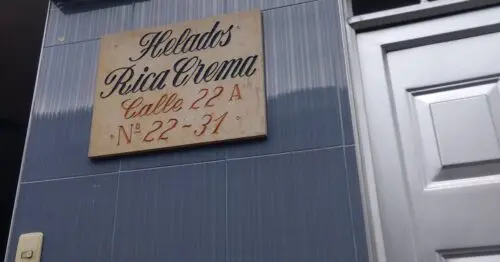 Helados
Rica Crema
Calle 22 A
Nº 22-31